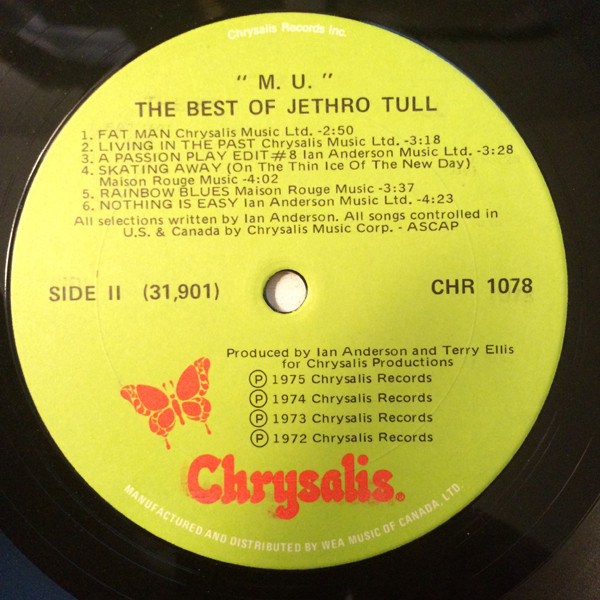 Chrysalis Records Inc.
" M. U. "
THE BEST OF JETHRO TULL
1. FAT MAN Chrysalis Music Ltd. -2:50
2. LIVING IN THE PAST Chrysalis Music Ltd. -3:18
3. A PASSION PLAY EDIT#8 Ian Anderson Music Ltd. -3:28
4. SKATING AWAY (On The Thin Ice Of The New Day)
Maison Rouge Music -4:02
5. RAINBOW BLUES Maison Rouge Music -3:37
6. NOTHING IS EASY Ian Anderson Music Ltd. -4:23
All selections written by Ian Anderson. All songs controlled in
U.S. & Canada by Chrysalis Music Corp. - ASCAP
SIDE II (31,901)
CHR 1078
Produced by Ian Anderson and Terry Ellis
for Chrysalis Productions
Ⓟ 1975 Chrysalis Records
Ⓟ 1974 Chrysalis Records
Ⓟ 1973 Chrysalis Records
Ⓟ 1972 Chrysalis Records
Chrysalis®
MANUFACTURED AND DISTRIBUTED BY WEA MUSIC OF CANADA, LTD.